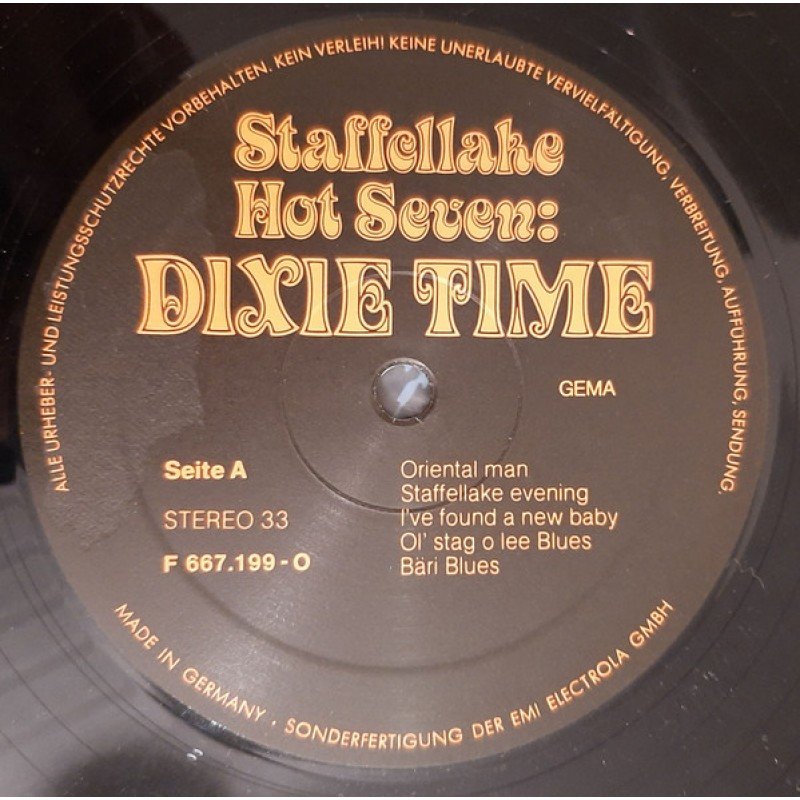 ALLE URHEBER- UND LEISTUNGSSCHUTZRECHTE VORBEHALTEN. KEIN VERLEIH! KEINE UNERLAUBTE VERVIELFÄLTIGUNG, VERBREITUNG, AUFFÜHRUNG, SENDUNG.
Staffellake
Hot Seven:
DIXIE TIME
GEMA
Seite A
STEREO 33
F 667.199-0
Oriental man
Staffellake evening
I've found a new baby
Ol' stag o lee Blues
Bäri Blues
MADE IN GERMANY · SONDERFERTIGUNG DER EMI ELECTROLA GMBH